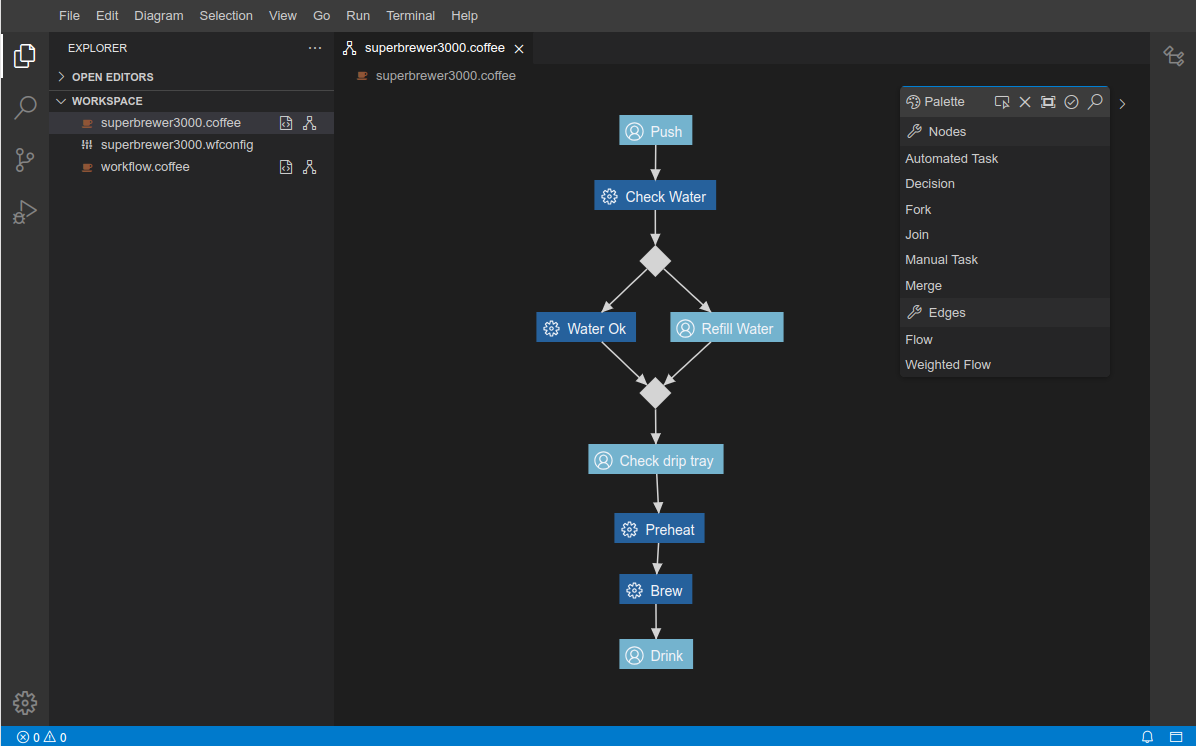 File Edit Diagram Selection View Go Run Terminal Help
EXPLORER
OPEN EDITORS
WORKSPACE
superbrewer3000.coffee
superbrewer3000.wfconfig
workflow.coffee
superbrewer3000.coffee
superbrewer3000.coffee
Push
Check Water
Water Ok
Refill Water
Check drip tray
Preheat
Brew
Drink
Palette
Nodes
Automated Task
Decision
Fork
Join
Manual Task
Merge
Edges
Flow
Weighted Flow
0 0